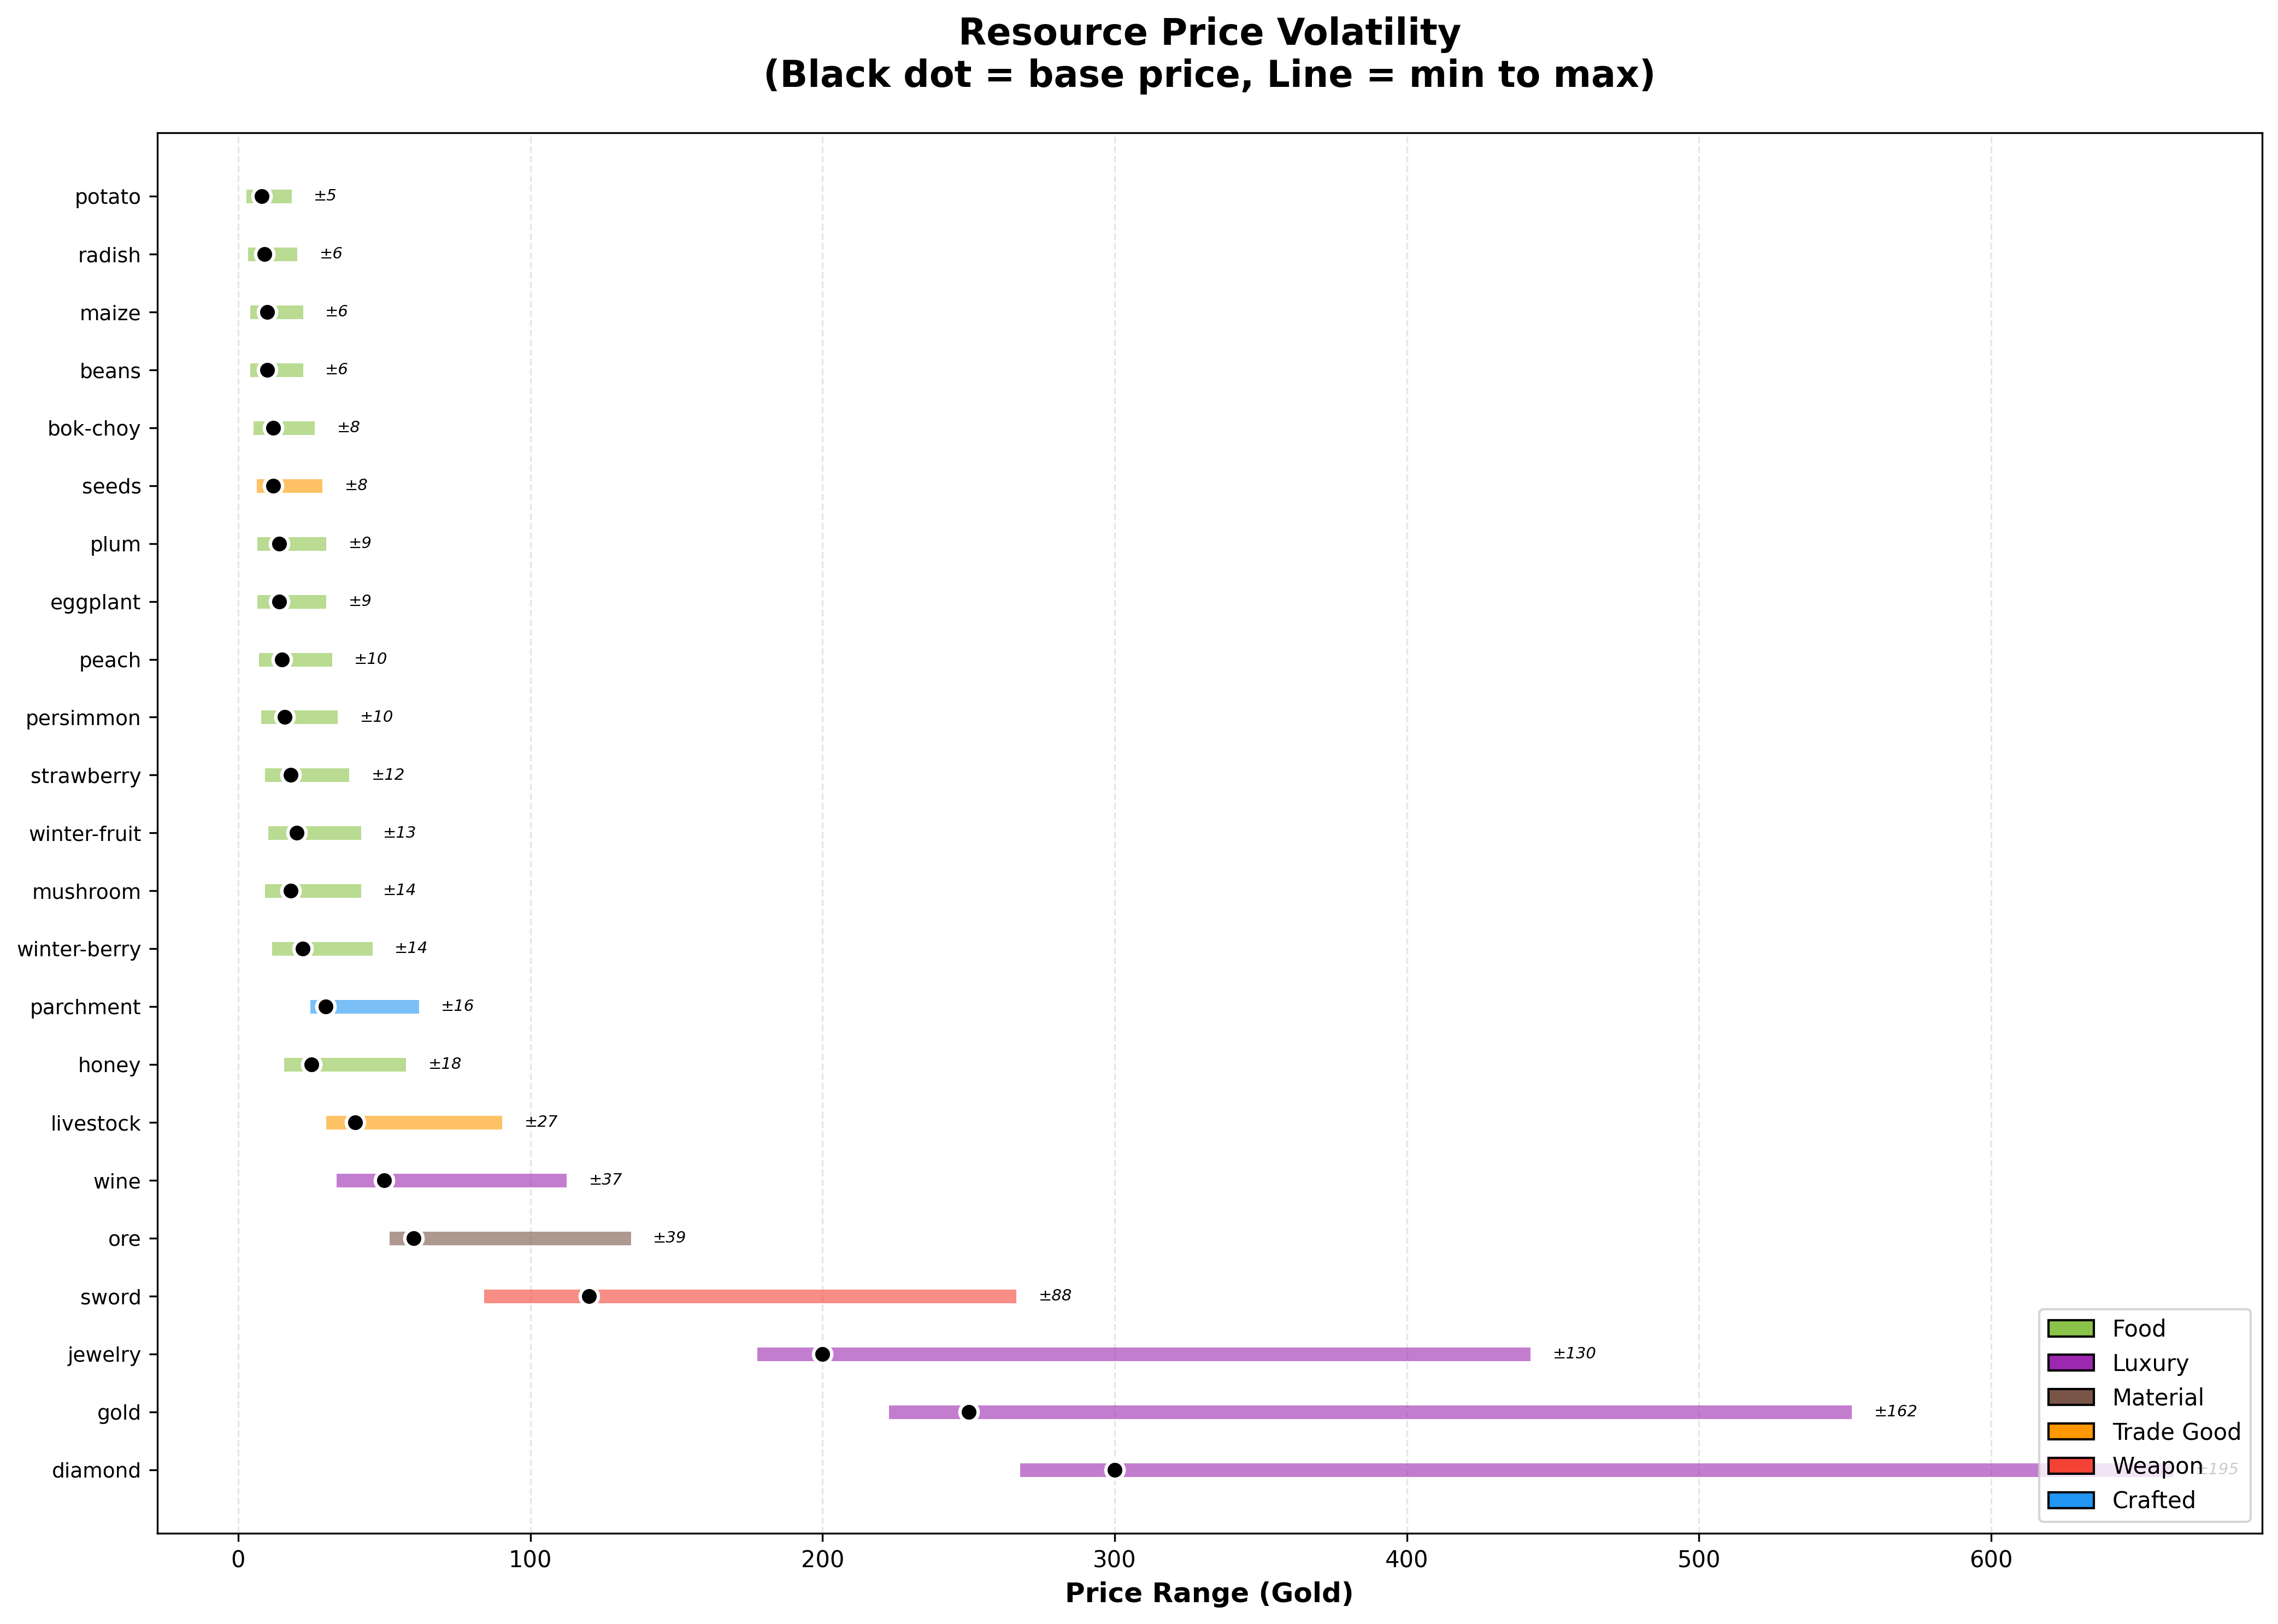 Resource Price Volatility
(Black dot = base price, Line = min to max)
potato ±5
radish ±6
maize ±6
beans ±6
bok-choy ±8
seeds ±8
plum ±9
eggplant ±9
peach ±10
persimmon ±10
strawberry ±12
winter-fruit ±13
mushroom ±14
winter-berry ±14
parchment ±16
honey ±18
livestock ±27
wine ±37
ore ±39
sword ±88
jewelry ±130
gold ±162
diamond ±195
Food
Luxury
Material
Trade Good
Weapon
Crafted
0 100 200 300 400 500 600
Price Range (Gold)